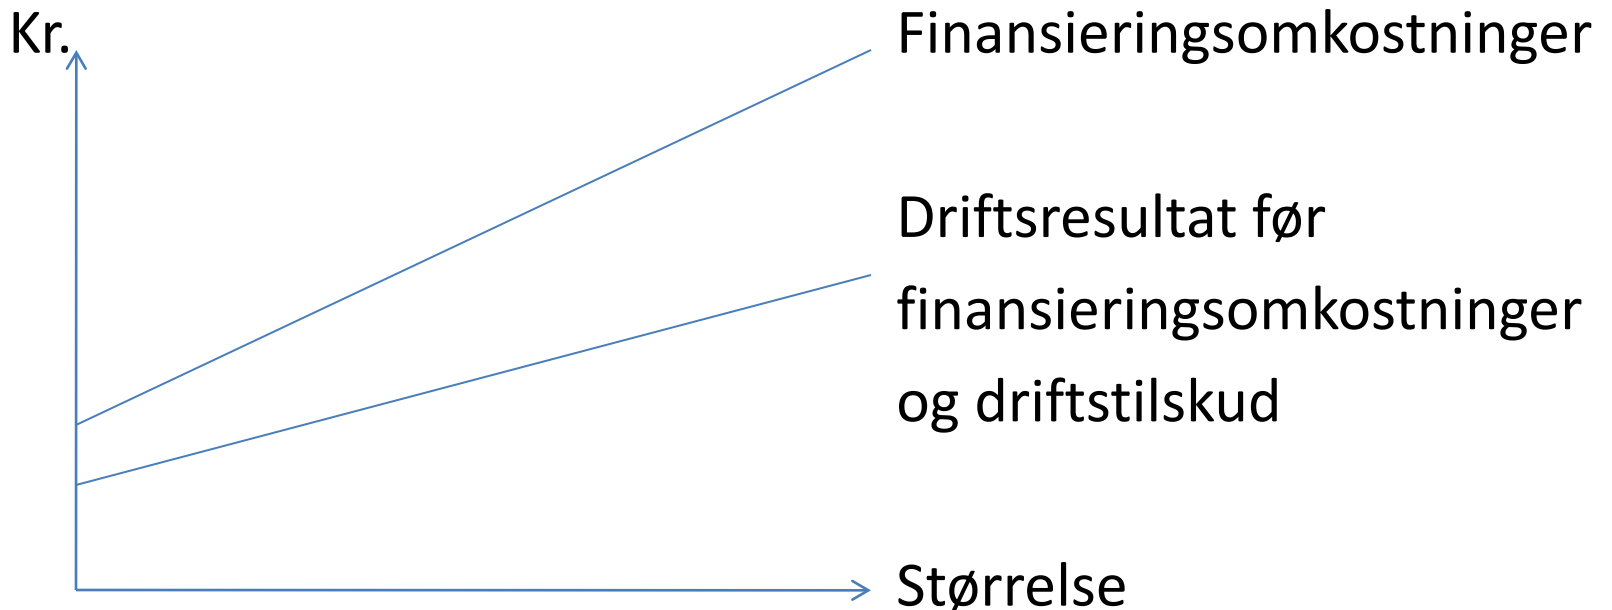 Kr.
Finansieringsomkostninger
Driftsresultat før
finansieringsomkostninger
og driftstilskud
Størrelse